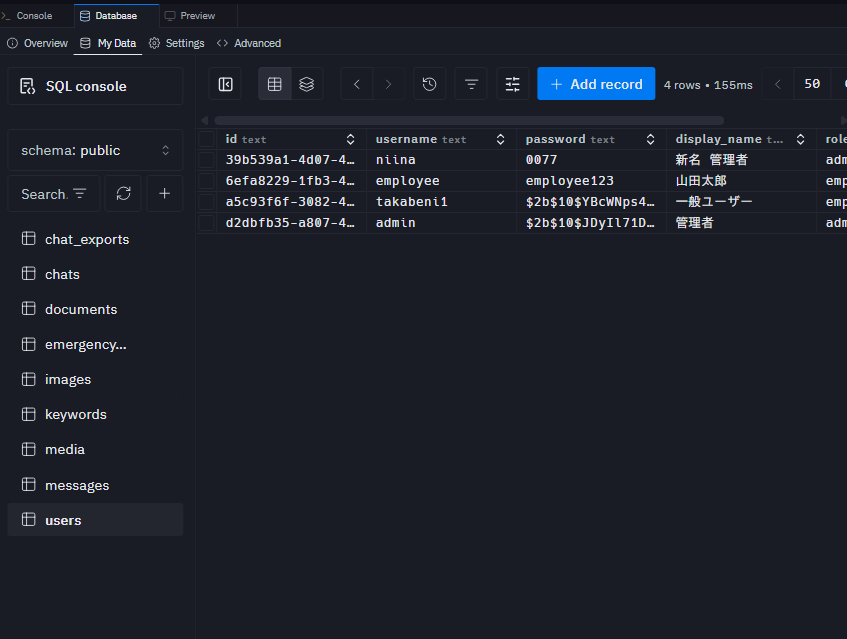 Console Database Preview
Overview My Data Settings Advanced
SQL console
+ Add record 4 rows • 155ms 50
schema: public
Search.
id text username text password text display_name t... role
39b539a1-4d07-4… niina 0077 新名 管理者 adm
6efa8229-1fb3-4… employee employee123 山田太郎 emp
a5c93f6f-3082-4… takabeni1 $2b$10$YBcWNps4… 一般ユーザー emp
d2dbfb35-a807-4… admin $2b$10$JDyIl71D… 管理者 adm
chat_exports
chats
documents
emergency...
images
keywords
media
messages
users